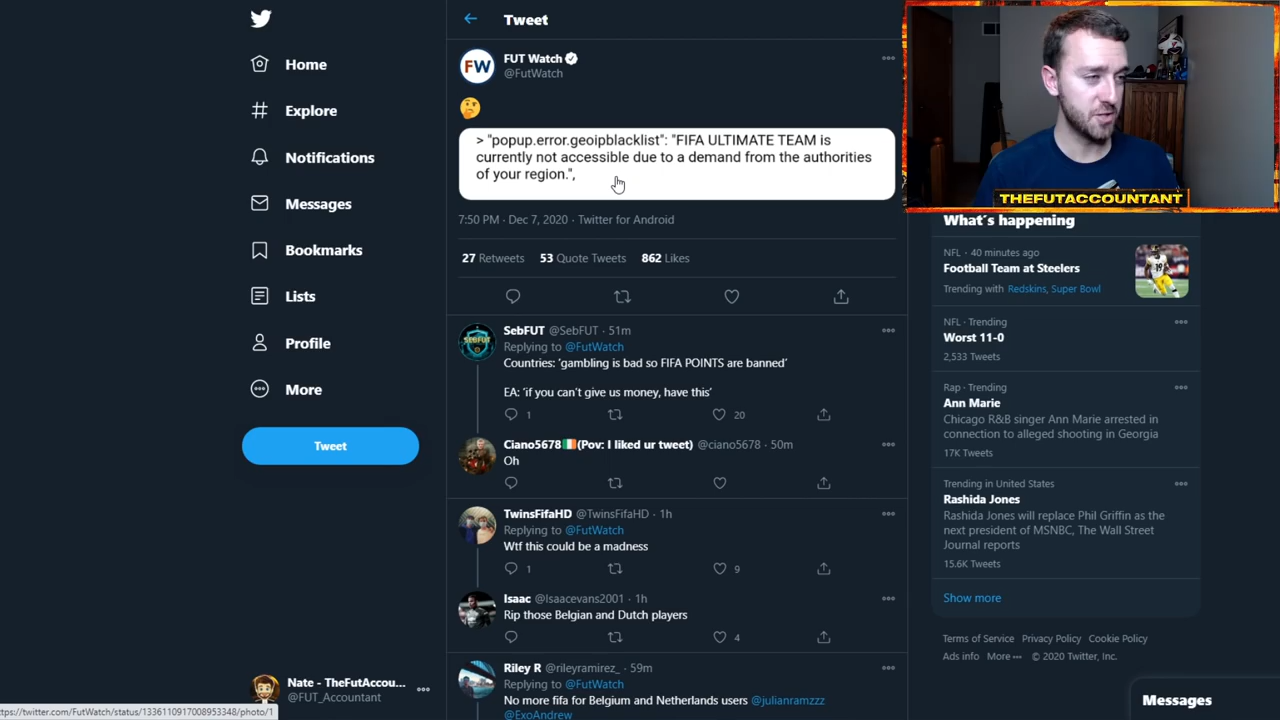 Home
Explore
Notifications
Messages
Bookmarks
Lists
Profile
More
Tweet
Nate - TheFutAccou...
@FUT_Accountant
ttps://twitter.com/FutWatch/status/1336110917008953348/photo/1
Tweet
FW
FUT Watch
@FutWatch
> "popup.error.geoipblacklist": "FIFA ULTIMATE TEAM is
currently not accessible due to a demand from the authorities
of your region.",
7:50 PM · Dec 7, 2020 · Twitter for Android
27 Retweets 53 Quote Tweets 862 Likes
SebFUT @SebFUT · 51m
Replying to @FutWatch
Countries: ‘gambling is bad so FIFA POINTS are banned’
EA: ‘if you can’t give us money, have this’
1 20
Ciano5678🇮🇪(Pov: I liked ur tweet) @ciano5678 · 50m
Oh
TwinsFifaHD @TwinsFifaHD · 1h
Replying to @FutWatch
Wtf this could be a madness
1 9
Isaac @Isaacevans2001 · 1h
Rip those Belgian and Dutch players
4
Riley R @rileyramirez_ · 59m
Replying to @FutWatch
No more fifa for Belgium and Netherlands users @julianramzzz
@ExoAndrew
THEFUTACCOUNTANT
What’s happening
NFL · 40 minutes ago
Football Team at Steelers
Trending with Redskins, Super Bowl
NFL · Trending
Worst 11-0
2,533 Tweets
Rap · Trending
Ann Marie
Chicago R&B singer Ann Marie arrested in
connection to alleged shooting in Georgia
17K Tweets
Trending in United States
Rashida Jones
Rashida Jones will replace Phil Griffin as the
next president of MSNBC, The Wall Street
Journal reports
15.6K Tweets
Show more
Terms of Service Privacy Policy Cookie Policy
Ads info More ··· © 2020 Twitter, Inc.
Messages